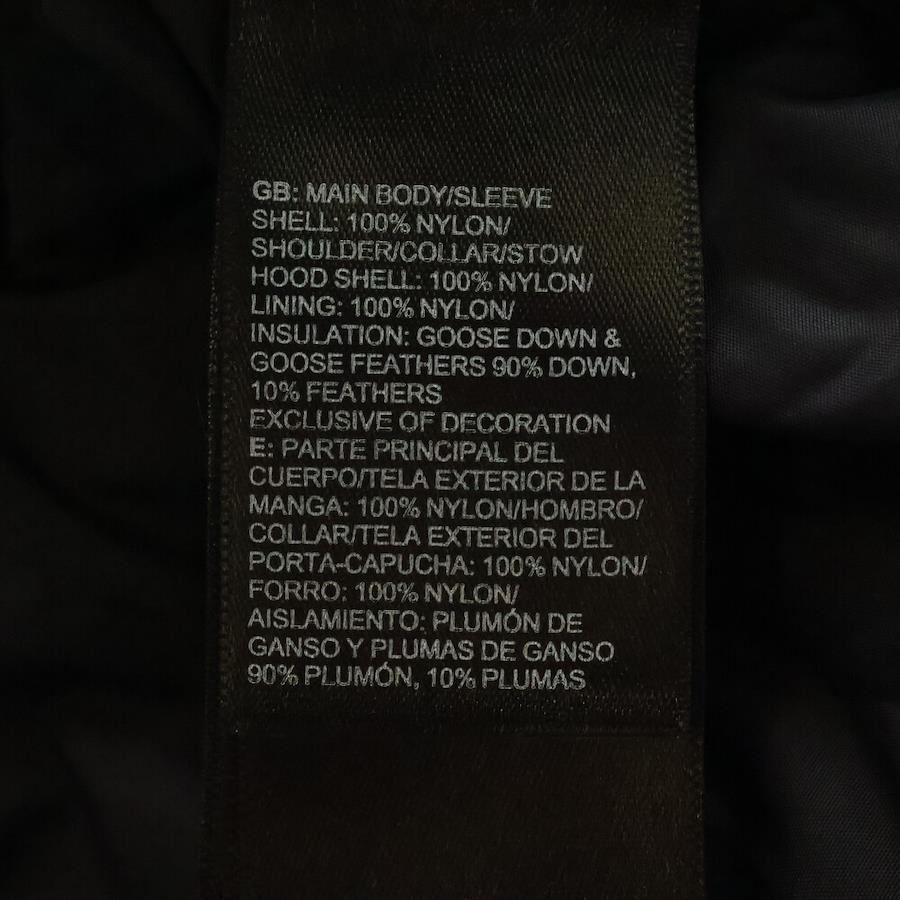 GB: MAIN BODY/SLEEVE
SHELL: 100% NYLON/
SHOULDER/COLLAR/STOW
HOOD SHELL: 100% NYLON/
LINING: 100% NYLON/
INSULATION: GOOSE DOWN &
GOOSE FEATHERS 90% DOWN,
10% FEATHERS
EXCLUSIVE OF DECORATION
E: PARTE PRINCIPAL DEL
CUERPO/TELA EXTERIOR DE LA
MANGA: 100% NYLON/HOMBRO/
COLLAR/TELA EXTERIOR DEL
PORTA-CAPUCHA: 100% NYLON/
FORRO: 100% NYLON/
AISLAMIENTO: PLUMÓN DE
GANSO Y PLUMAS DE GANSO
90% PLUMÓN, 10% PLUMAS